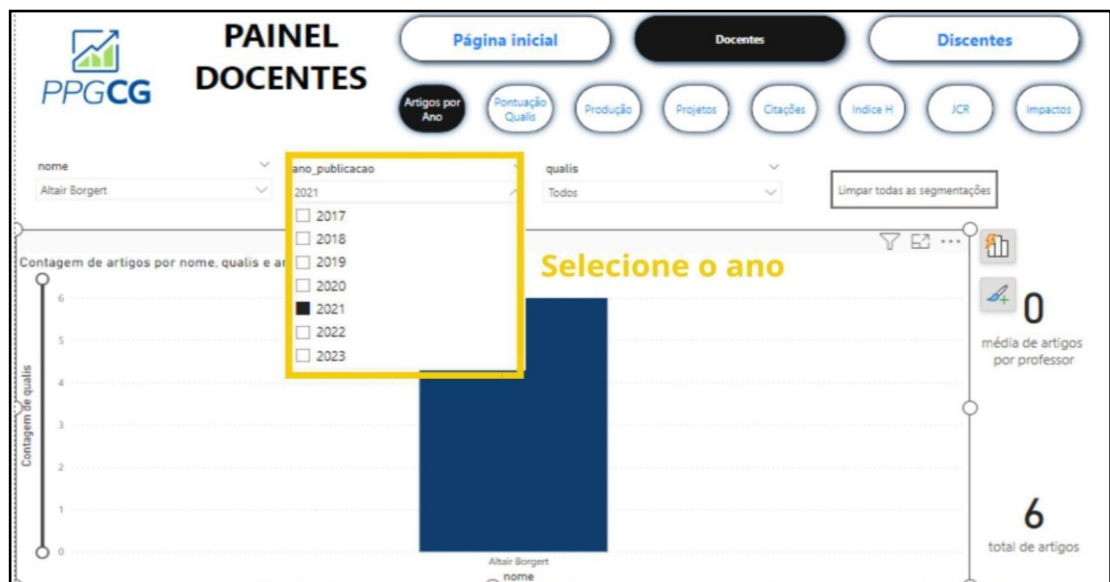 PPGCG
PAINEL
DOCENTES
Página inicial
Docentes
Discentes
Artigos por
Ano
Pontuação
Qualis
Produção
Projetos
Citações
Indice H
JCR
Impactos
nome
Altair Borgert
ano_publicacao
2021
qualis
Todos
Limpar todas as segmentações
2017
2018
2019
2020
2021
2022
2023
Contagem de artigos por nome, qualis e
Selecione o ano
Contagem de qualis
6
5
4
3
2
1
0
Altair Borgert
nome
0
média de artigos
por professor
6
total de artigos